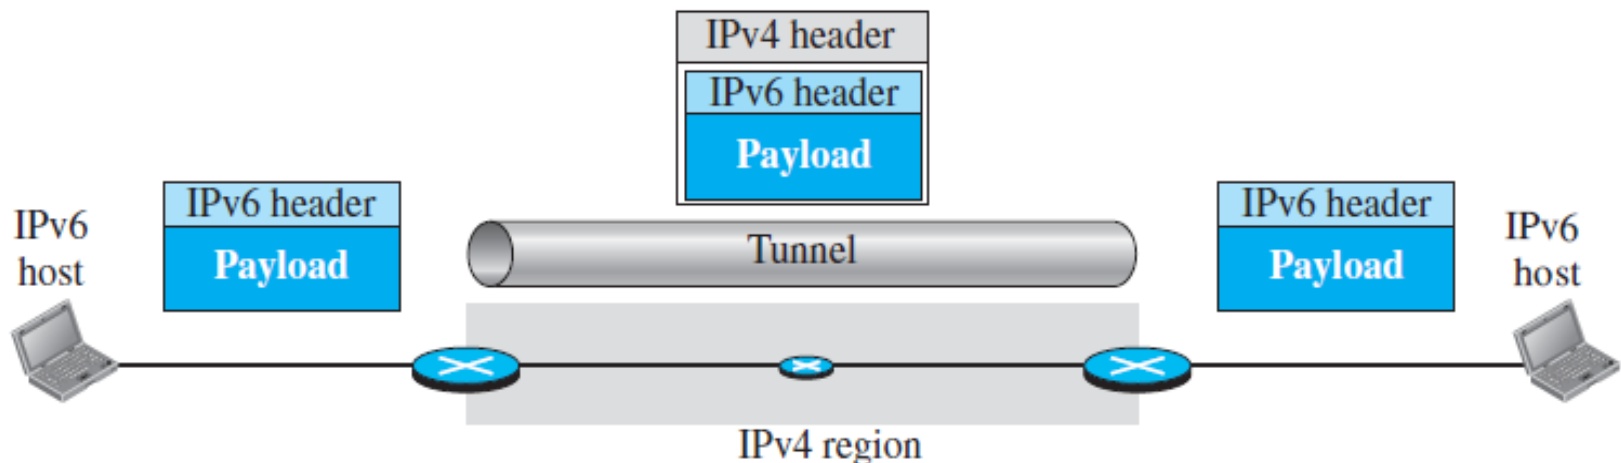 IPv4 header
IPv6 header
Payload
IPv6
host
IPv6 header
Payload
Tunnel
IPv6 header
Payload
IPv6
host
IPv4 region